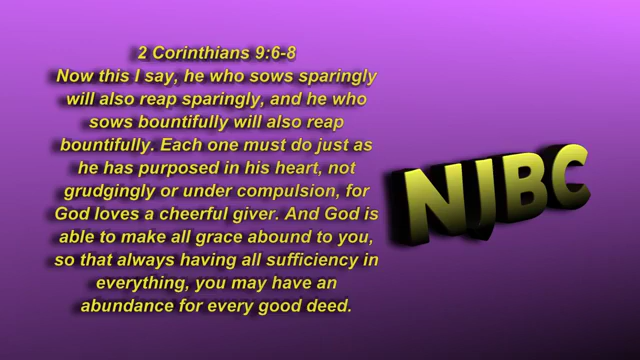 2 Corinthians 9:6-8
Now this I say, he who sows sparingly
will also reap sparingly, and he who
sows bountifully will also reap
bountifully. Each one must do just as
he has purposed in his heart, not
grudgingly or under compulsion, for
God loves a cheerful giver. And God is
able to make all grace abound to you,
so that always having all sufficiency in
everything, you may have an
abundance for every good deed.
NJBC